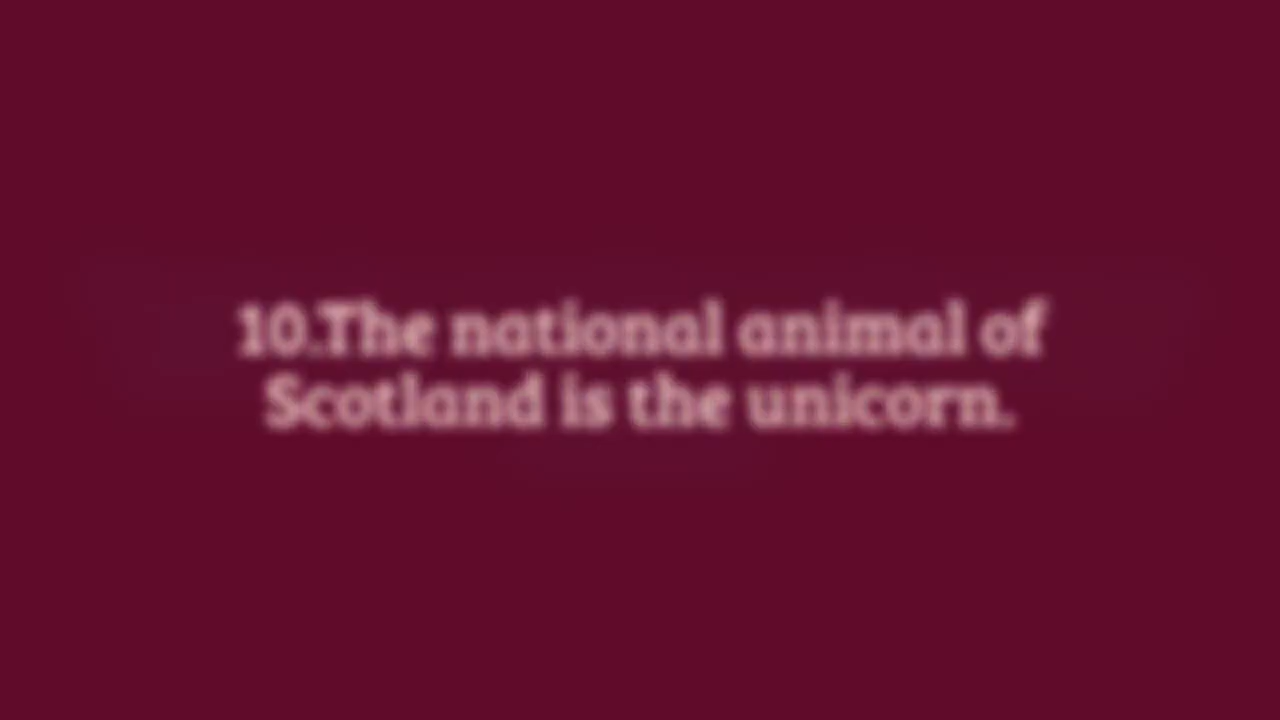 10.The national animal of
Scotland is the unicorn.